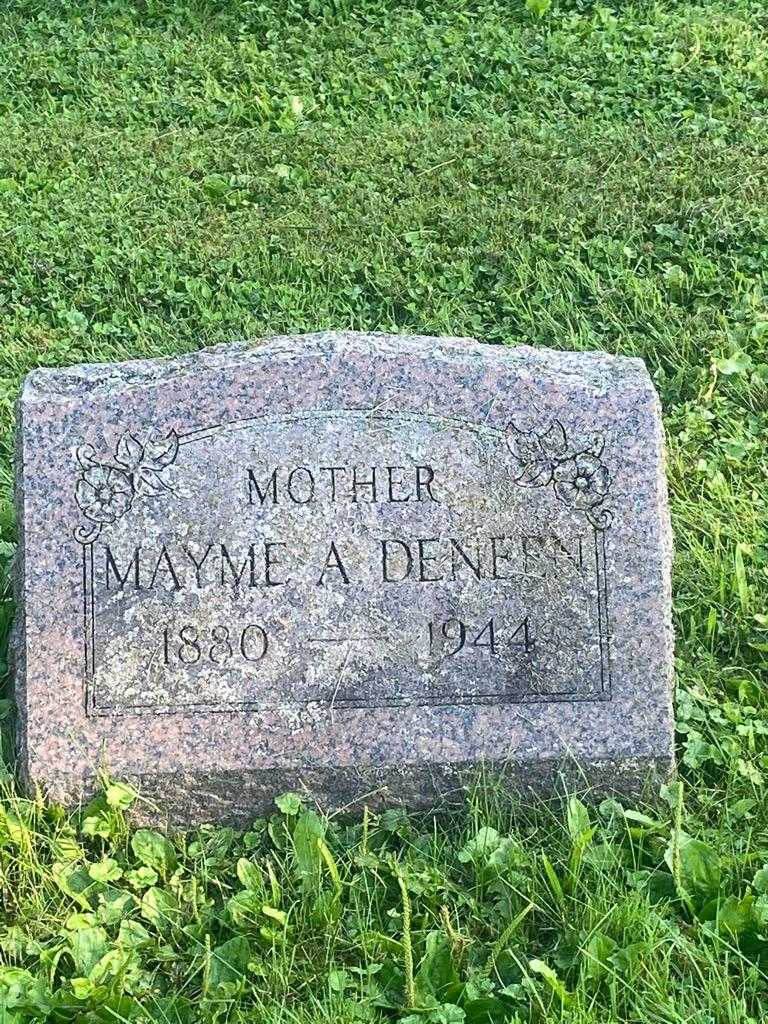 MOTHER
MAYME A DENEEN
1880 — 1944